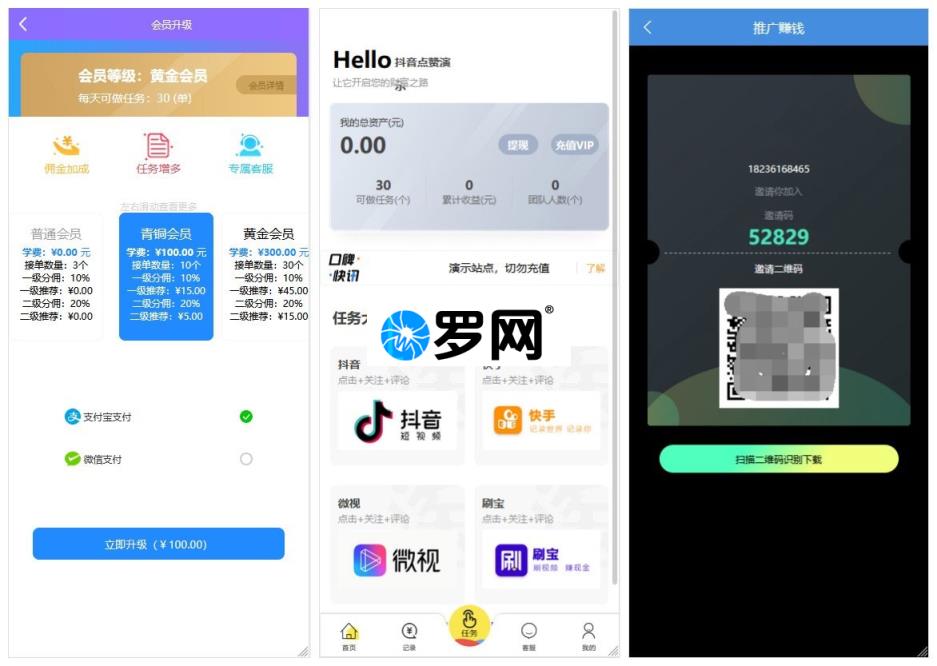 会员升级
会员等级：黄金会员
每天可做任务：30 (单)
会员详情
佣金加成
任务增多
专属客服
左右滑动查看更多
普通会员
学费：¥0.00 元
接单数量：3个
一级分佣：10%
一级推荐：¥0.00
二级分佣：20%
二级推荐：¥0.00
青铜会员
学费：¥100.00 元
接单数量：10个
一级分佣：10%
一级推荐：¥15.00
二级分佣：20%
二级推荐：¥5.00
黄金会员
学费：¥300.00 元
接单数量：30个
一级分佣：10%
一级推荐：¥45.00
二级分佣：20%
二级推荐：¥15.00
支付宝支付
微信支付
立即升级（¥100.00）
Hello 抖音点赞演示
让它开启您的财富之路
我的总资产(元)
0.00
提现
充值VIP
30
可做任务(个)
0
累计收益(元)
0
团队人数(个)
口碑
快讯
演示站点，切勿充值
了解
任务
罗网®
抖音
点击+关注+评论
抖音
短视频
点击+关注+评论
快手
记录世界 记录你
微视
点击+关注+评论
微视
刷宝
点击+关注+评论
刷
刷宝
刷视频 赚现金
首页
记录
任务
客服
我的
推广赚钱
18236168465
邀请你加入
邀请码
52829
邀请二维码
扫描二维码识别下载